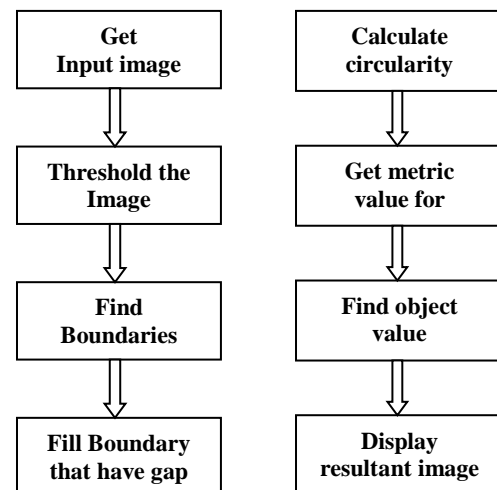 Get
Input image
Threshold the
Image
Find
Boundaries
Fill Boundary
that have gap
Calculate
circularity
Get metric
value for
Find object
value
Display
resultant image